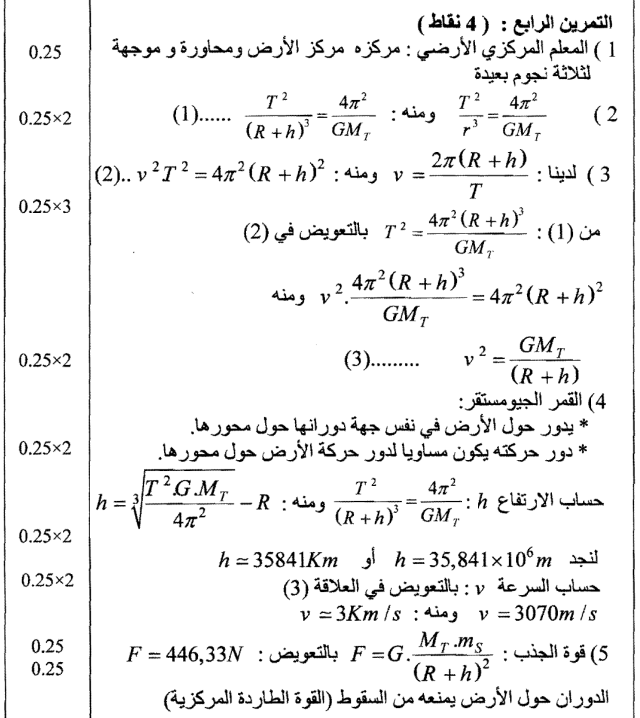 التمرين الرابع : ( 4 نقاط )
0.25 1 ) المعلم المركزي الأرضي : مركزه مركز الأرض ومحاورة و موجهة
لثلاثة نجوم بعيدة
0.25×2 2 ) T²/r³ = 4π²/GM_T ومنه : T²/(R + h)³ = 4π²/GM_T ......(1)
3 ) لدينا : v = 2π(R + h)/T ومنه : v²T² = 4π²(R + h)² ..(2)
0.25×3 من (1) : T² = 4π²(R + h)³/GM_T بالتعويض في (2)
v².4π²(R + h)³/GM_T = 4π²(R + h)² ومنه
0.25×2 v² = GM_T/(R + h) .........(3)
4) القمر الجيومستقر:
* يدور حول الأرض في نفس جهة دورانها حول محورها.
0.25×2 * دور حركته يكون مساويا لدور حركة الأرض حول محورها.
حساب الارتفاع h : T²/(R + h)³ = 4π²/GM_T ومنه : h = ∛(T².G.M_T/4π²) − R
0.25×2
لنجد h = 35,841×10⁶m أو h ≃ 35841Km
0.25×2 حساب السرعة v : بالتعويض في العلاقة (3)
v = 3070m / s ومنه : v ≃ 3Km / s
0.25 5) قوة الجذب : F = G.M_T.m_S/(R + h)² بالتعويض : F = 446,33N
0.25
الدوران حول الأرض يمنعه من السقوط (القوة الطاردة المركزية)